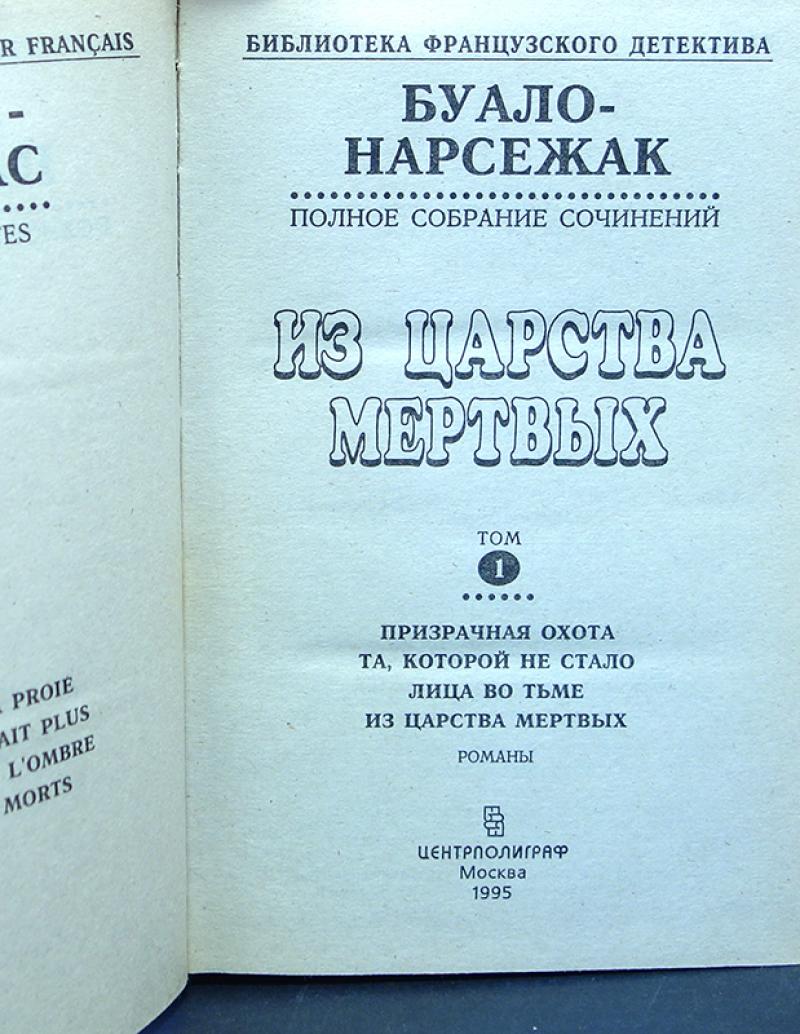 FRANÇAIS
PROIE
PLUS
L'OMBRE
MORTS
БИБЛИОТЕКА ФРАНЦУЗСКОГО ДЕТЕКТИВА
БУАЛО-
НАРСЕЖАК
ПОЛНОЕ СОБРАНИЕ СОЧИНЕНИЙ
ИЗ ЦАРСТВА
МЕРТВЫХ
ТОМ
1
ПРИЗРАЧНАЯ ОХОТА
ТА, КОТОРОЙ НЕ СТАЛО
ЛИЦА ВО ТЬМЕ
ИЗ ЦАРСТВА МЕРТВЫХ
РОМАНЫ
ЦЕНТРПОЛИГРАФ
Москва
1995